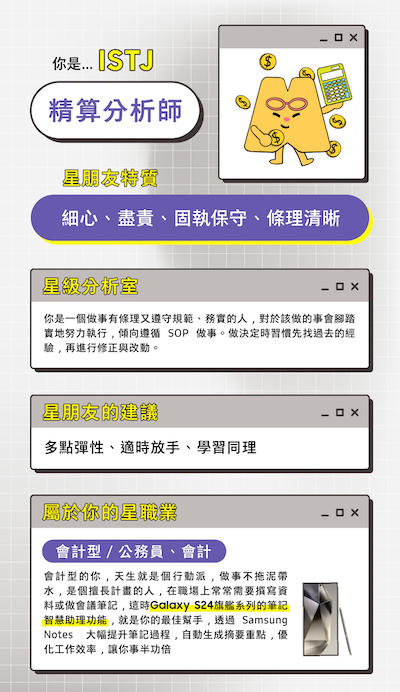 你是... ISTJ
精算分析師
星朋友特質
細心、盡責、固執保守、條理清晰
星級分析室
你是一個做事有條理又遵守規範、務實的人，對於該做的事會腳踏
實地努力執行，傾向遵循 SOP 做事。做決定時習慣先找過去的經
驗，再進行修正與改動。
星朋友的建議
多點彈性、適時放手、學習同理
屬於你的星職業
會計型 / 公務員、會計
會計型的你，天生就是個行動派，做事不拖泥帶
水，是個擅長計畫的人，在職場上常常需要撰寫資
料或做會議筆記，這時Galaxy S24旗艦系列的筆記
智慧助理功能，就是你的最佳幫手，透過 Samsung
Notes 大幅提升筆記過程，自動生成摘要重點，優
化工作效率，讓你事半功倍